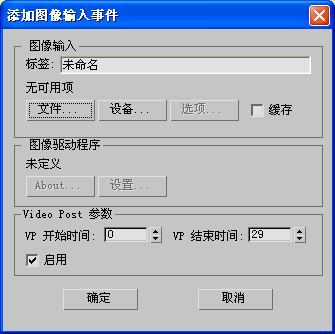 添加图像输入事件
图像输入
标签: 未命名
无可用项
文件... 设备... 选项... 缓存
图像驱动程序
未定义
About... 设置...
Video Post 参数
VP 开始时间: 0 VP 结束时间: 29
启用
确定 取消